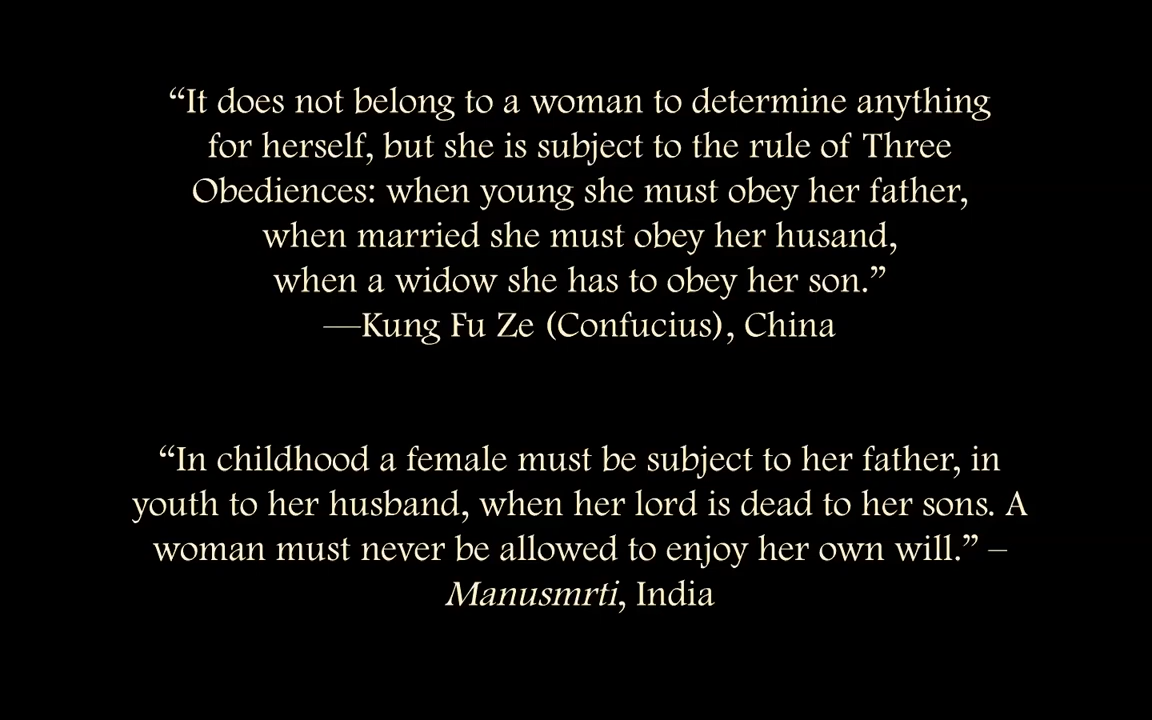 “It does not belong to a woman to determine anything
for herself, but she is subject to the rule of Three
Obediences: when young she must obey her father,
when married she must obey her husand,
when a widow she has to obey her son.”
—Kung Fu Ze (Confucius), China
“In childhood a female must be subject to her father, in
youth to her husband, when her lord is dead to her sons. A
woman must never be allowed to enjoy her own will.” –
Manusmrti, India